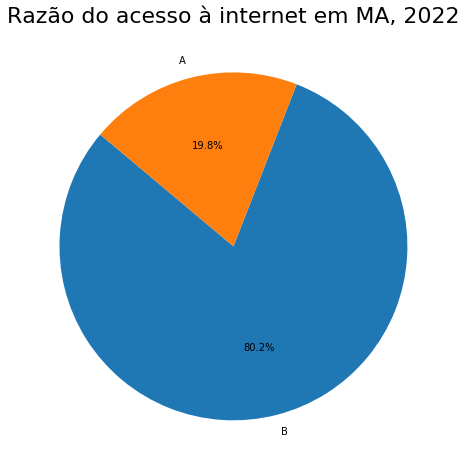 Razão do acesso à internet em MA, 2022
A
19.8%
80.2%
B